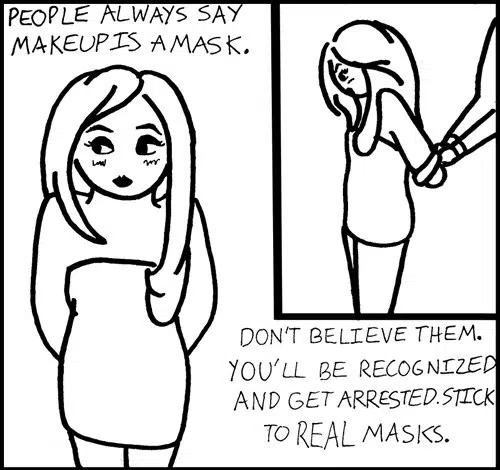 PEOPLE ALWAYS SAY
MAKEUP IS A MASK.
DON'T BELIEVE THEM.
YOU'LL BE RECOGNIZED
AND GET ARRESTED. STICK
TO REAL MASKS.